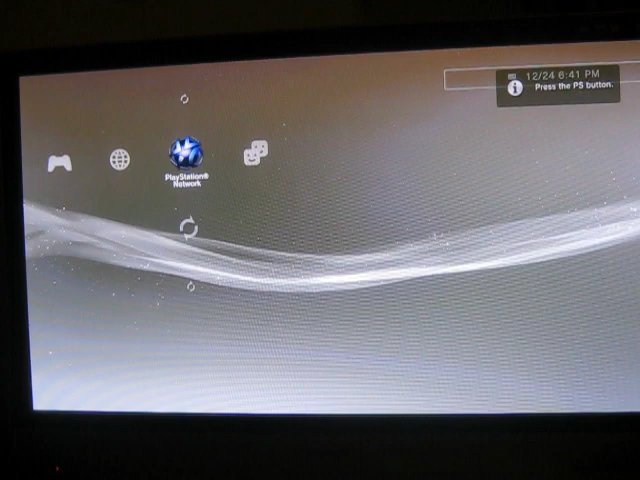 12/24 6:41 PM
Press the PS button.
PlayStation®
Network